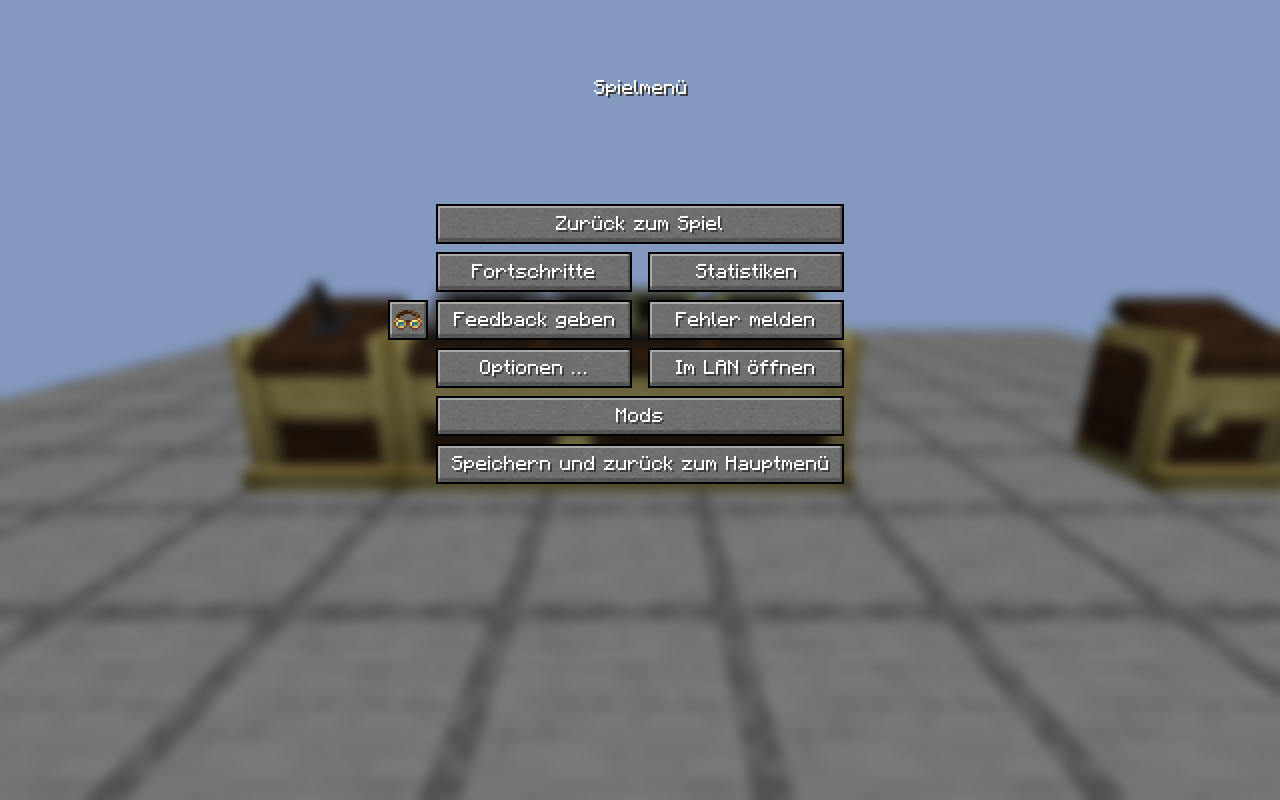 Spielmenü
Zurück zum Spiel
Fortschritte
Statistiken
Feedback geben
Fehler melden
Optionen ...
Im LAN öffnen
Mods
Speichern und zurück zum Hauptmenü